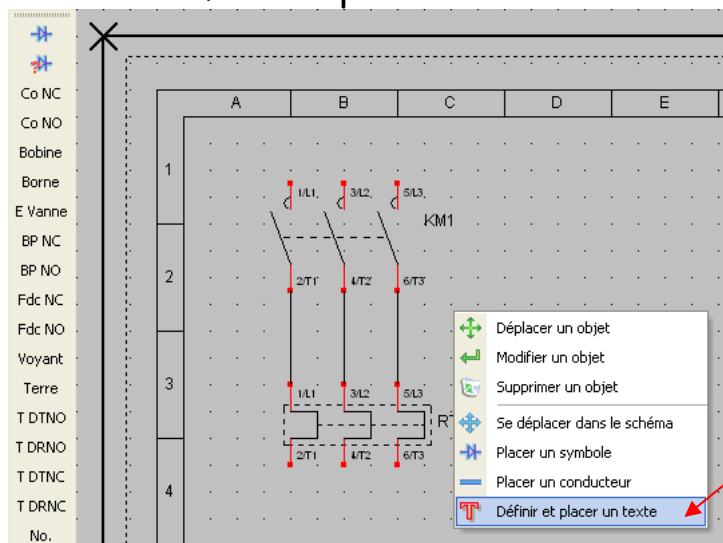 A B C D E
Co NC
Co NO
Bobine
Borne
E Vanne
BP NC
BP NO
Fdc NC
Fdc NO
Voyant
Terre
T DTNO
T DRNO
T DTNC
T DRNC
No.
1
2
3
4
1/L1 3/L2 5/L3
KM1
2/T1 4/T2 6/T3
1/L1 3/L2 5/L3
2/T1 4/T2 6/T3
Déplacer un objet
Modifier un objet
Supprimer un objet
Se déplacer dans le schéma
Placer un symbole
Placer un conducteur
Définir et placer un texte